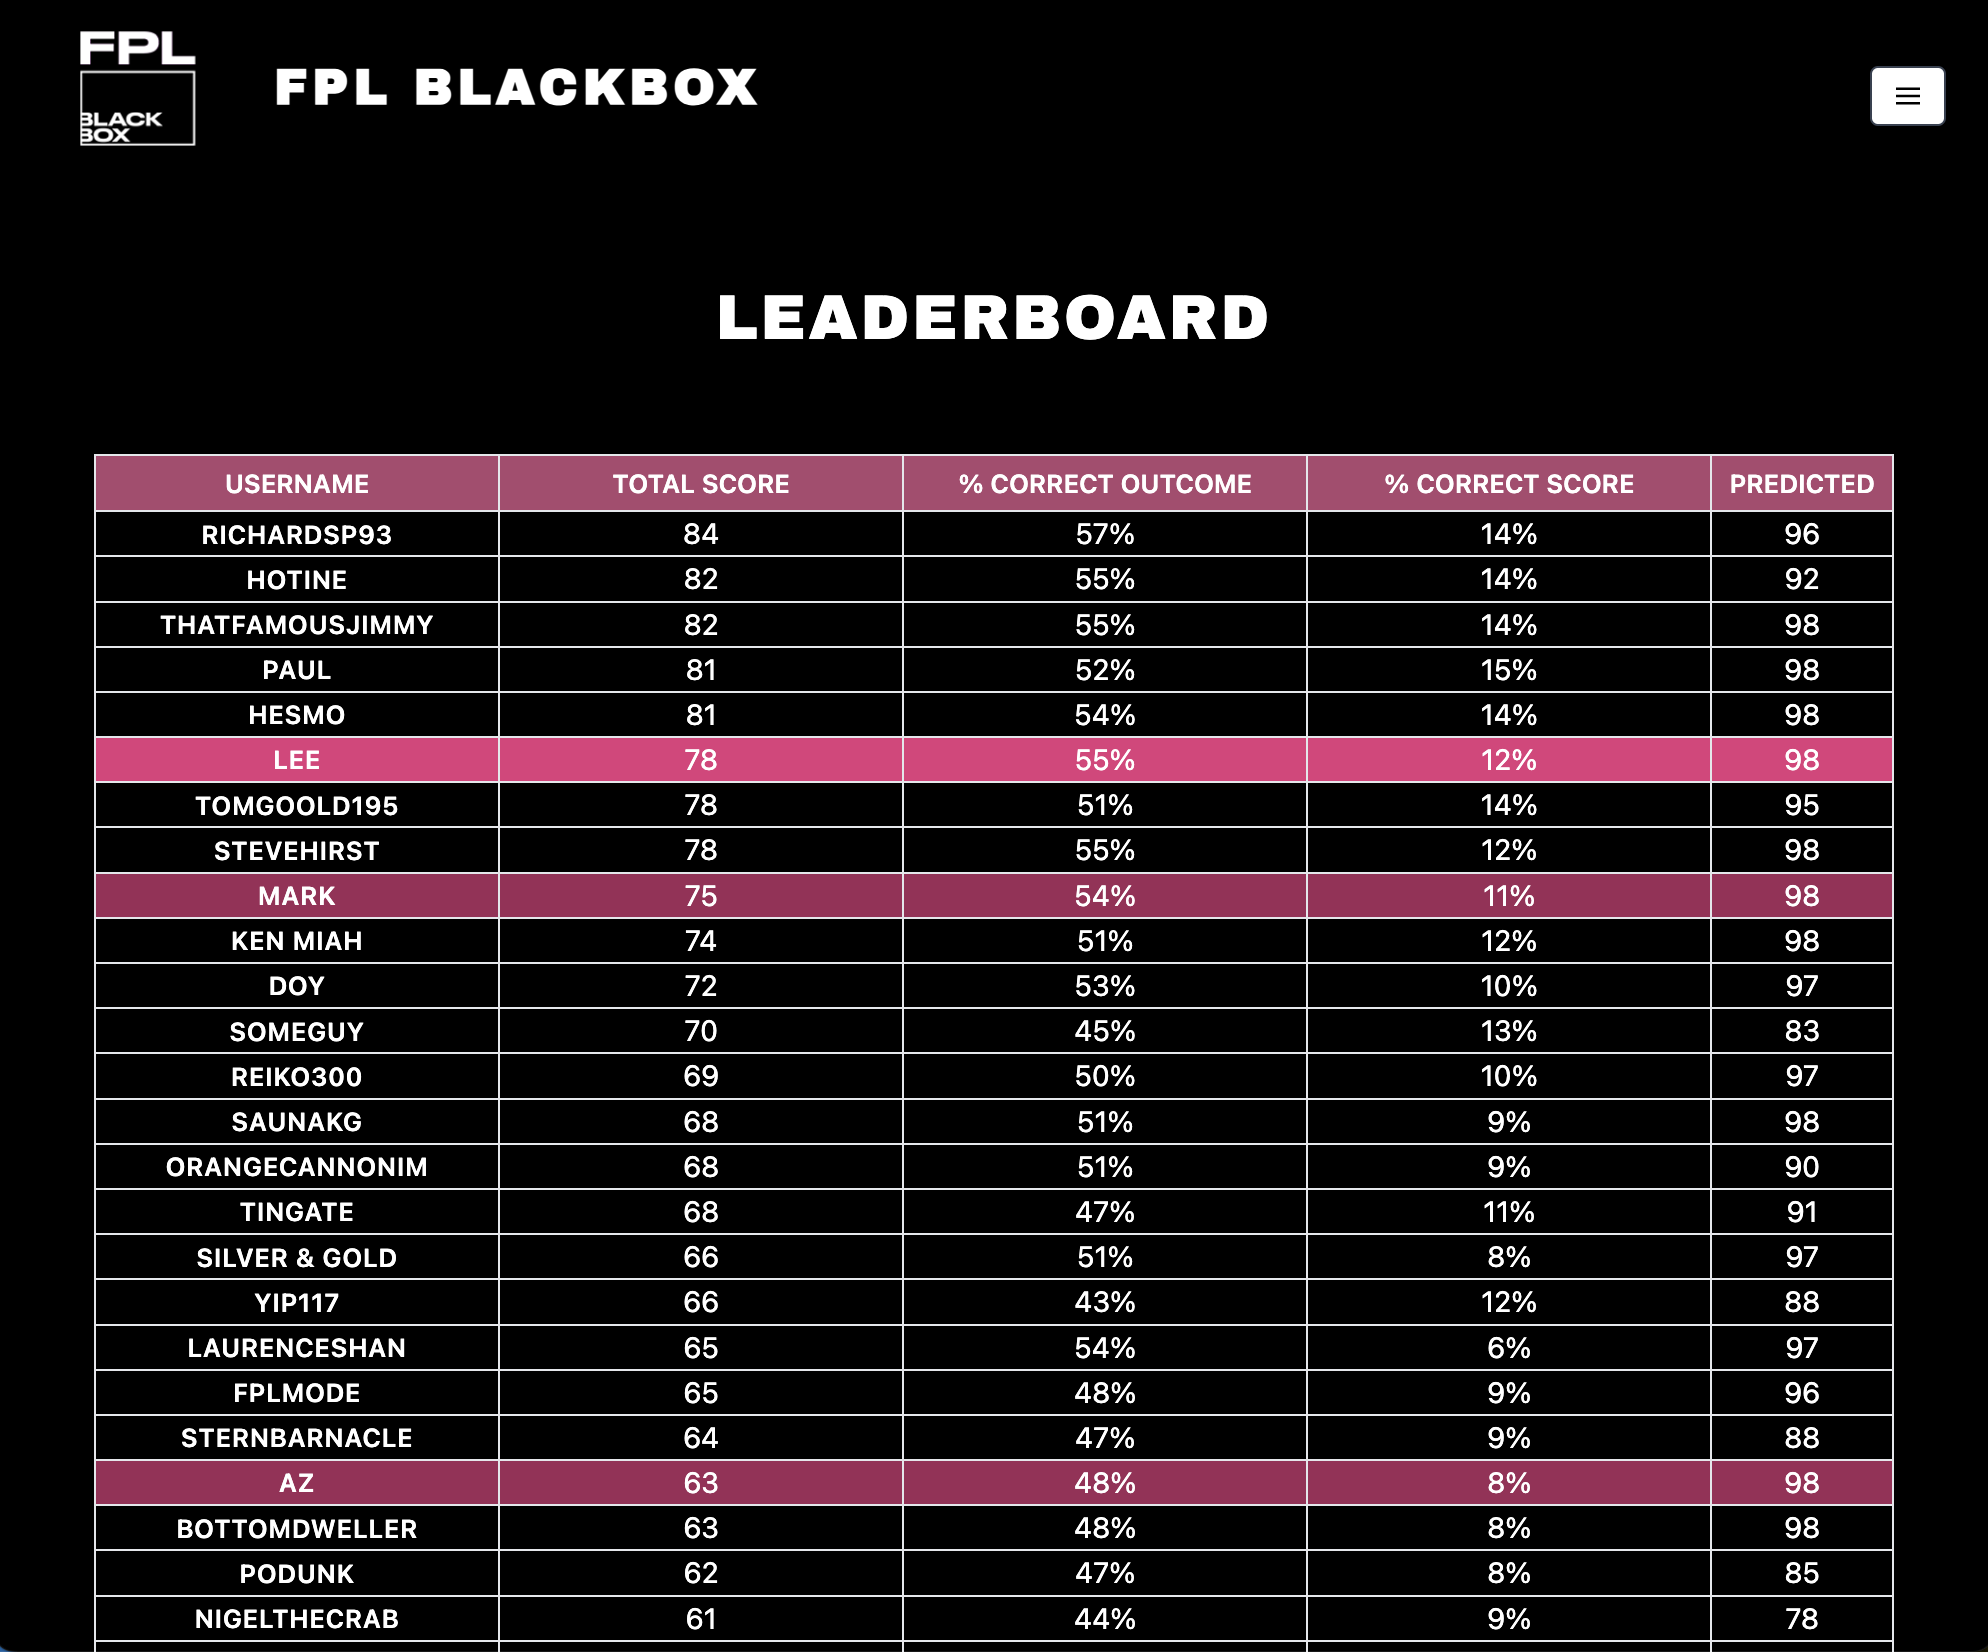 FPL
BLACK
BOX
FPL BLACKBOX
LEADERBOARD
USERNAME TOTAL SCORE % CORRECT OUTCOME % CORRECT SCORE PREDICTED
RICHARDSP93 84 57% 14% 96
HOTINE 82 55% 14% 92
THATFAMOUSJIMMY 82 55% 14% 98
PAUL 81 52% 15% 98
HESMO 81 54% 14% 98
LEE 78 55% 12% 98
TOMGOOLD195 78 51% 14% 95
STEVEHIRST 78 55% 12% 98
MARK 75 54% 11% 98
KEN MIAH 74 51% 12% 98
DOY 72 53% 10% 97
SOMEGUY 70 45% 13% 83
REIKO300 69 50% 10% 97
SAUNAKG 68 51% 9% 98
ORANGECANNONIM 68 51% 9% 90
TINGATE 68 47% 11% 91
SILVER & GOLD 66 51% 8% 97
YIP117 66 43% 12% 88
LAURENCESHAN 65 54% 6% 97
FPLMODE 65 48% 9% 96
STERNBARNACLE 64 47% 9% 88
AZ 63 48% 8% 98
BOTTOMDWELLER 63 48% 8% 98
PODUNK 62 47% 8% 85
NIGELTHECRAB 61 44% 9% 78